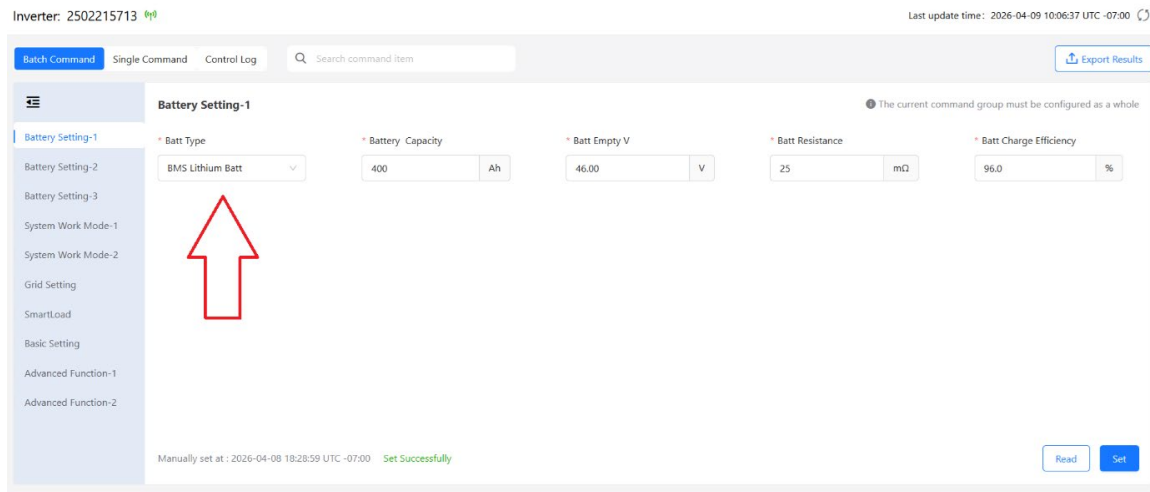 Inverter: 2502215713
Last update time: 2026-04-09 10:06:37 UTC -07:00
Batch Command Single Command Control Log Search command item Export Results
Battery Setting-1
The current command group must be configured as a whole
Battery Setting-1
Battery Setting-2
Battery Setting-3
System Work Mode-1
System Work Mode-2
Grid Setting
SmartLoad
Basic Setting
Advanced Function-1
Advanced Function-2
* Batt Type * Battery Capacity * Batt Empty V * Batt Resistance * Batt Charge Efficiency
BMS Lithium Batt 400 Ah 46.00 V 25 mΩ 96.0 %
Manually set at : 2026-04-08 18:28:59 UTC -07:00 Set Successfully
Read Set